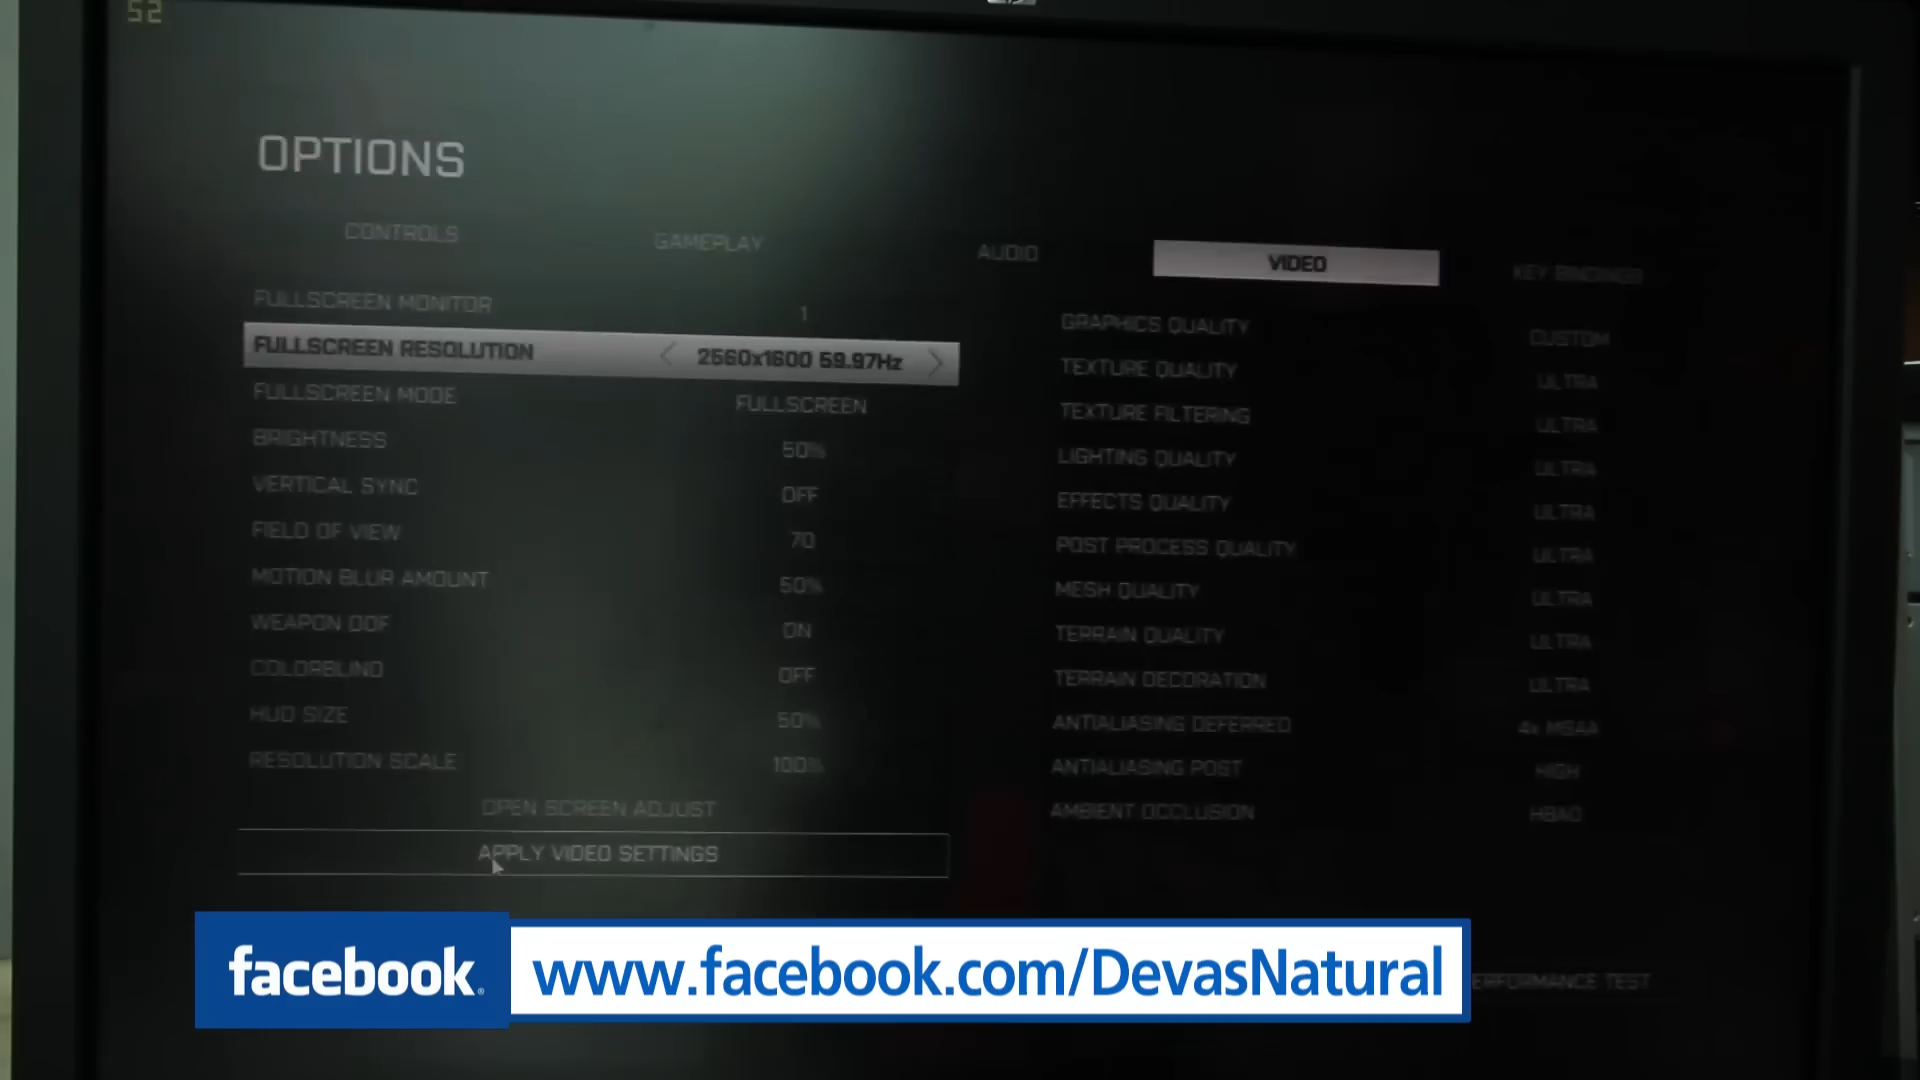 52
OPTIONS
CONTROLS GAMEPLAY AUDIO VIDEO KEY BINDINGS
FULLSCREEN MONITOR 1
FULLSCREEN RESOLUTION 2560x1600 59.97Hz
FULLSCREEN MODE FULLSCREEN
BRIGHTNESS 50%
VERTICAL SYNC OFF
FIELD OF VIEW 70
MOTION BLUR AMOUNT 50%
WEAPON DOF ON
COLORBLIND OFF
HUD SIZE 50%
RESOLUTION SCALE 100%
OPEN SCREEN ADJUST
APPLY VIDEO SETTINGS
GRAPHICS QUALITY CUSTOM
TEXTURE QUALITY ULTRA
TEXTURE FILTERING ULTRA
LIGHTING QUALITY ULTRA
EFFECTS QUALITY ULTRA
POST PROCESS QUALITY ULTRA
MESH QUALITY ULTRA
TERRAIN QUALITY ULTRA
TERRAIN DECORATION ULTRA
ANTIALIASING DEFERRED 4x MSAA
ANTIALIASING POST HIGH
AMBIENT OCCLUSION HBAO
ERFORMANCE TEST
facebook
www.facebook.com/DevasNatural